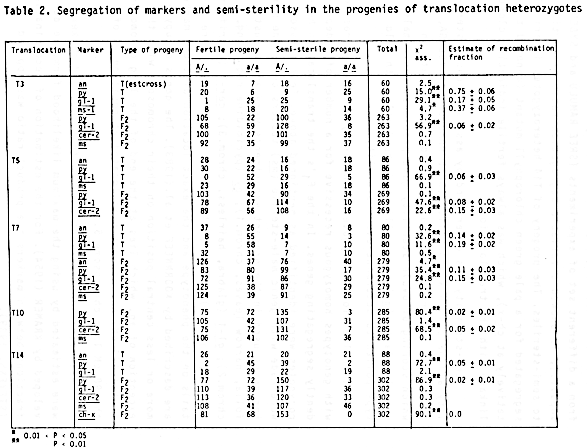 Table 2. Segregation of markers and semi-sterility in the progenies of translocation heterozygotes
Translocation Marker Type of progeny Fertile progeny Semi-sterile progeny Total x² ass. Estimate of recombination fraction
A/. a/a A/. a/a
T3 an T(estcross) 19 7 18 16 60 2.5
py T 20 6 9 25 60 15.0** 0.75 ± 0.06
gT-1 T 1 25 25 9 60 29.1** 0.17 ± 0.05
ms-1 T 8 18 20 14 60 4.7* 0.37 ± 0.06
py F2 105 22 100 36 263 3.2
gT-1 F2 68 59 128 8 263 56.9** 0.06 ± 0.02
cer-2 F2 100 27 101 35 263 0.7
ms F2 92 35 99 37 263 0.1
T5 an T 28 24 16 18 86 0.4
py T 30 22 16 18 86 0.9
gT-1 T 0 52 29 5 86 66.9** 0.06 ± 0.03
ms T 23 29 16 18 86 0.1
py F2 103 42 90 34 269 0.1
gT-1 F2 78 67 114 10 269 47.6** 0.08 ± 0.02
cer-2 F2 89 56 108 16 269 22.6** 0.15 ± 0.03
T7 an T 37 26 9 8 80 0.2
py T 8 55 14 3 80 32.6** 0.14 ± 0.02
gT-1 T 5 58 7 10 80 11.6** 0.19 ± 0.02
ms T 32 31 7 10 80 0.5
an F2 126 37 76 40 279 4.7*
py F2 83 80 99 17 279 35.4** 0.11 ± 0.03
gT-1 F2 72 91 86 30 279 24.8** 0.15 ± 0.03
cer-2 F2 125 38 87 29 279 0.1
ms F2 124 39 91 25 279 0.2
T10 py F2 75 72 135 3 285 80.4** 0.02 ± 0.01
gT-1 F2 105 42 107 31 285 1.4
cer-2 F2 75 72 131 7 285 68.5** 0.05 ± 0.02
ms F2 106 41 102 36 285 0.1
T14 an T 26 21 20 21 88 0.4
py T 2 45 39 2 88 72.7** 0.05 ± 0.01
gT-1 T 18 29 22 19 88 2.1
py F2 77 72 150 3 302 86.9** 0.02 ± 0.01
gT-1 F2 110 39 117 36 302 0.3
cer-2 F2 113 36 120 33 302 0.3
ms F2 108 41 107 46 302 0.2
ch-x F2 81 68 153 0 302 90.1** 0.0
* 0.01 < P < 0.05
** P < 0.01